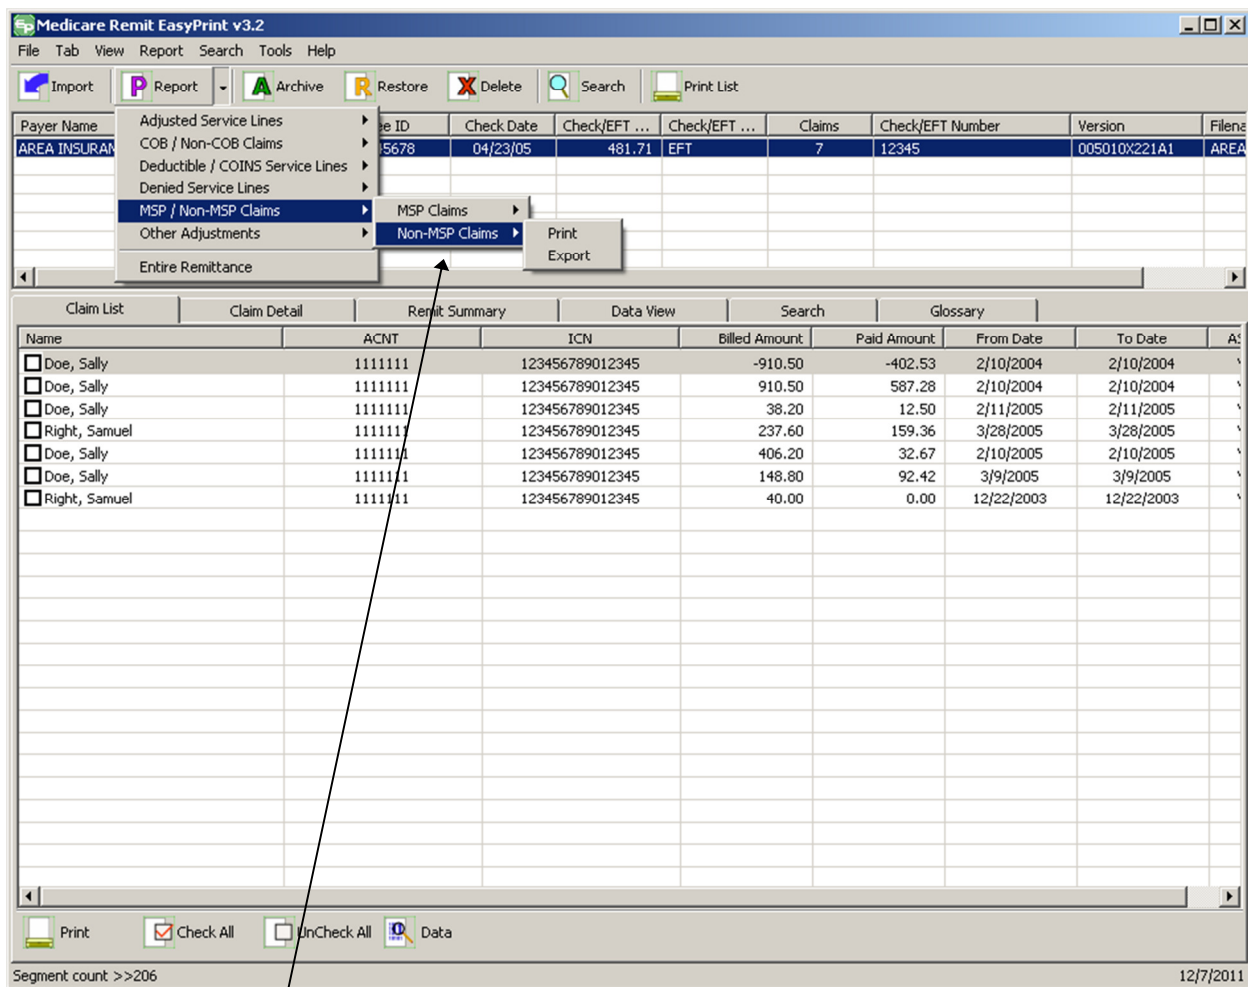 Medicare Remit EasyPrint v3.2
File Tab View Report Search Tools Help
Import P Report A Archive R Restore X Delete Search Print List
Payer Name ee ID Check Date Check/EFT ... Check/EFT ... Claims Check/EFT Number Version Filena
AREA INSURAN 45678 04/23/05 481.71 EFT 7 12345 005010X221A1 AREA
Adjusted Service Lines
COB / Non-COB Claims
Deductible / COINS Service Lines
Denied Service Lines
MSP / Non-MSP Claims MSP Claims
Other Adjustments Non-MSP Claims Print
Export
Entire Remittance
Claim List Claim Detail Remit Summary Data View Search Glossary
Name ACNT ICN Billed Amount Paid Amount From Date To Date AS
Doe, Sally 1111111 123456789012345 -910.50 -402.53 2/10/2004 2/10/2004
Doe, Sally 1111111 123456789012345 910.50 587.28 2/10/2004 2/10/2004
Doe, Sally 1111111 123456789012345 38.20 12.50 2/11/2005 2/11/2005
Right, Samuel 1111111 123456789012345 237.60 159.36 3/28/2005 3/28/2005
Doe, Sally 1111111 123456789012345 406.20 32.67 2/10/2005 2/10/2005
Doe, Sally 1111111 123456789012345 148.80 92.42 3/9/2005 3/9/2005
Right, Samuel 1111111 123456789012345 40.00 0.00 12/22/2003 12/22/2003
Print Check All UnCheck All Data
Segment count >>206 12/7/2011